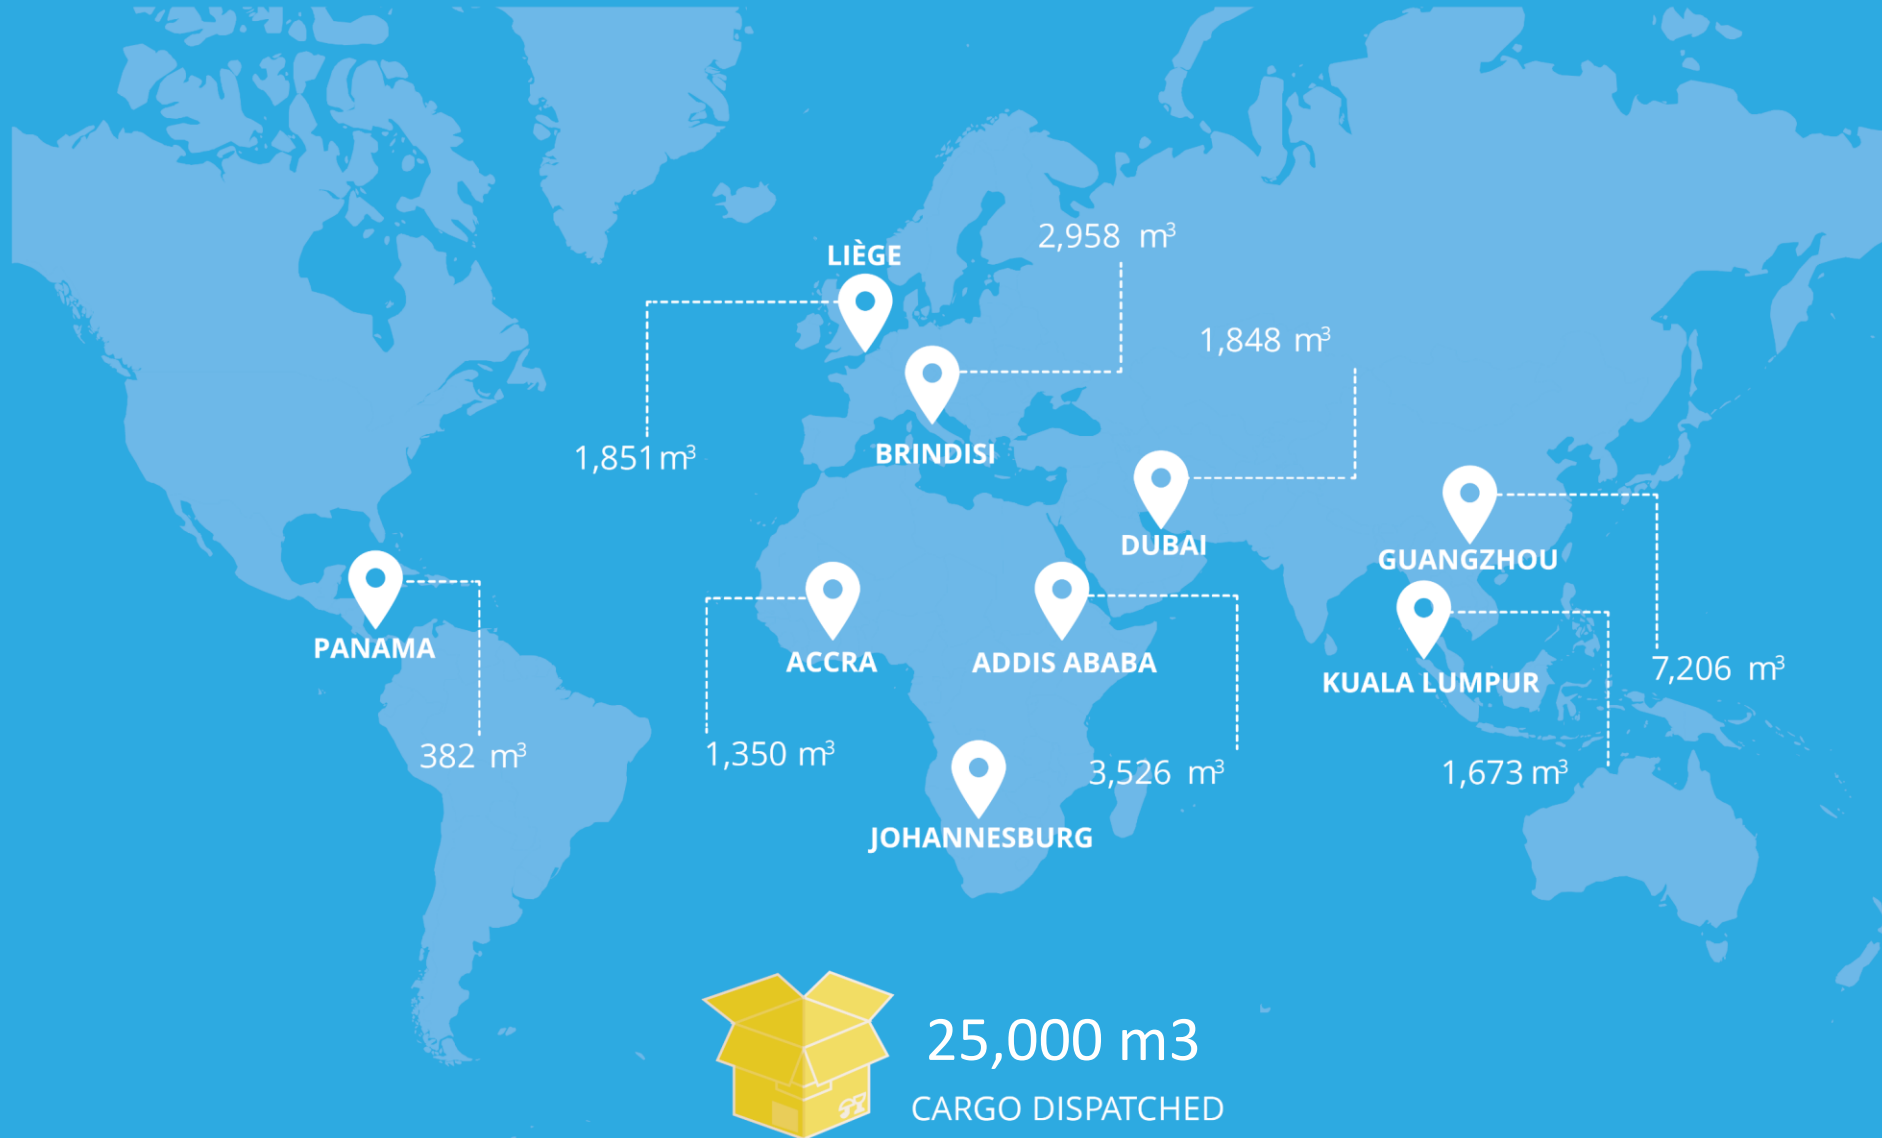 2,958 m³
LIÈGE
1,848 m³
1,851 m³
BRINDISI
DUBAI
GUANGZHOU
PANAMA
ACCRA
ADDIS ABABA
KUALA LUMPUR
7,206 m³
382 m³
1,350 m³
3,526 m³
1,673 m³
JOHANNESBURG
25,000 m3
CARGO DISPATCHED